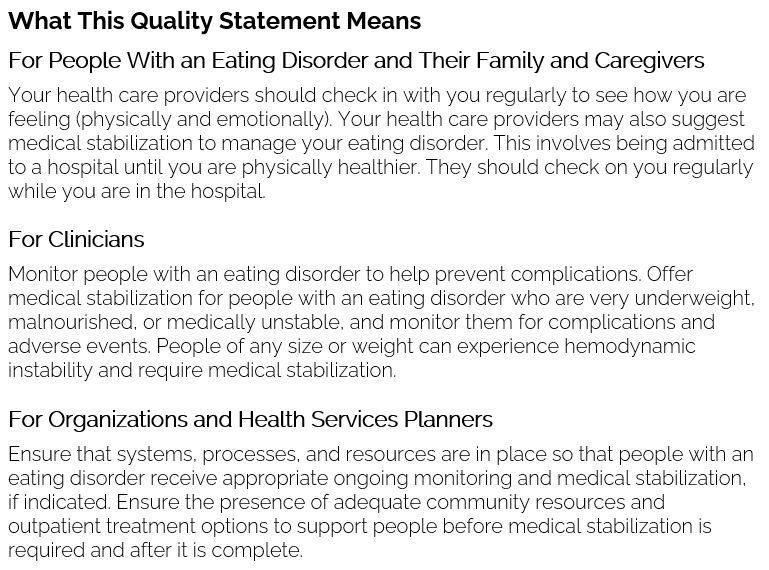 What This Quality Statement Means
For People With an Eating Disorder and Their Family and Caregivers
Your health care providers should check in with you regularly to see how you are
feeling (physically and emotionally). Your health care providers may also suggest
medical stabilization to manage your eating disorder. This involves being admitted
to a hospital until you are physically healthier. They should check on you regularly
while you are in the hospital.
For Clinicians
Monitor people with an eating disorder to help prevent complications. Offer
medical stabilization for people with an eating disorder who are very underweight,
malnourished, or medically unstable, and monitor them for complications and
adverse events. People of any size or weight can experience hemodynamic
instability and require medical stabilization.
For Organizations and Health Services Planners
Ensure that systems, processes, and resources are in place so that people with an
eating disorder receive appropriate ongoing monitoring and medical stabilization,
if indicated. Ensure the presence of adequate community resources and
outpatient treatment options to support people before medical stabilization is
required and after it is complete.